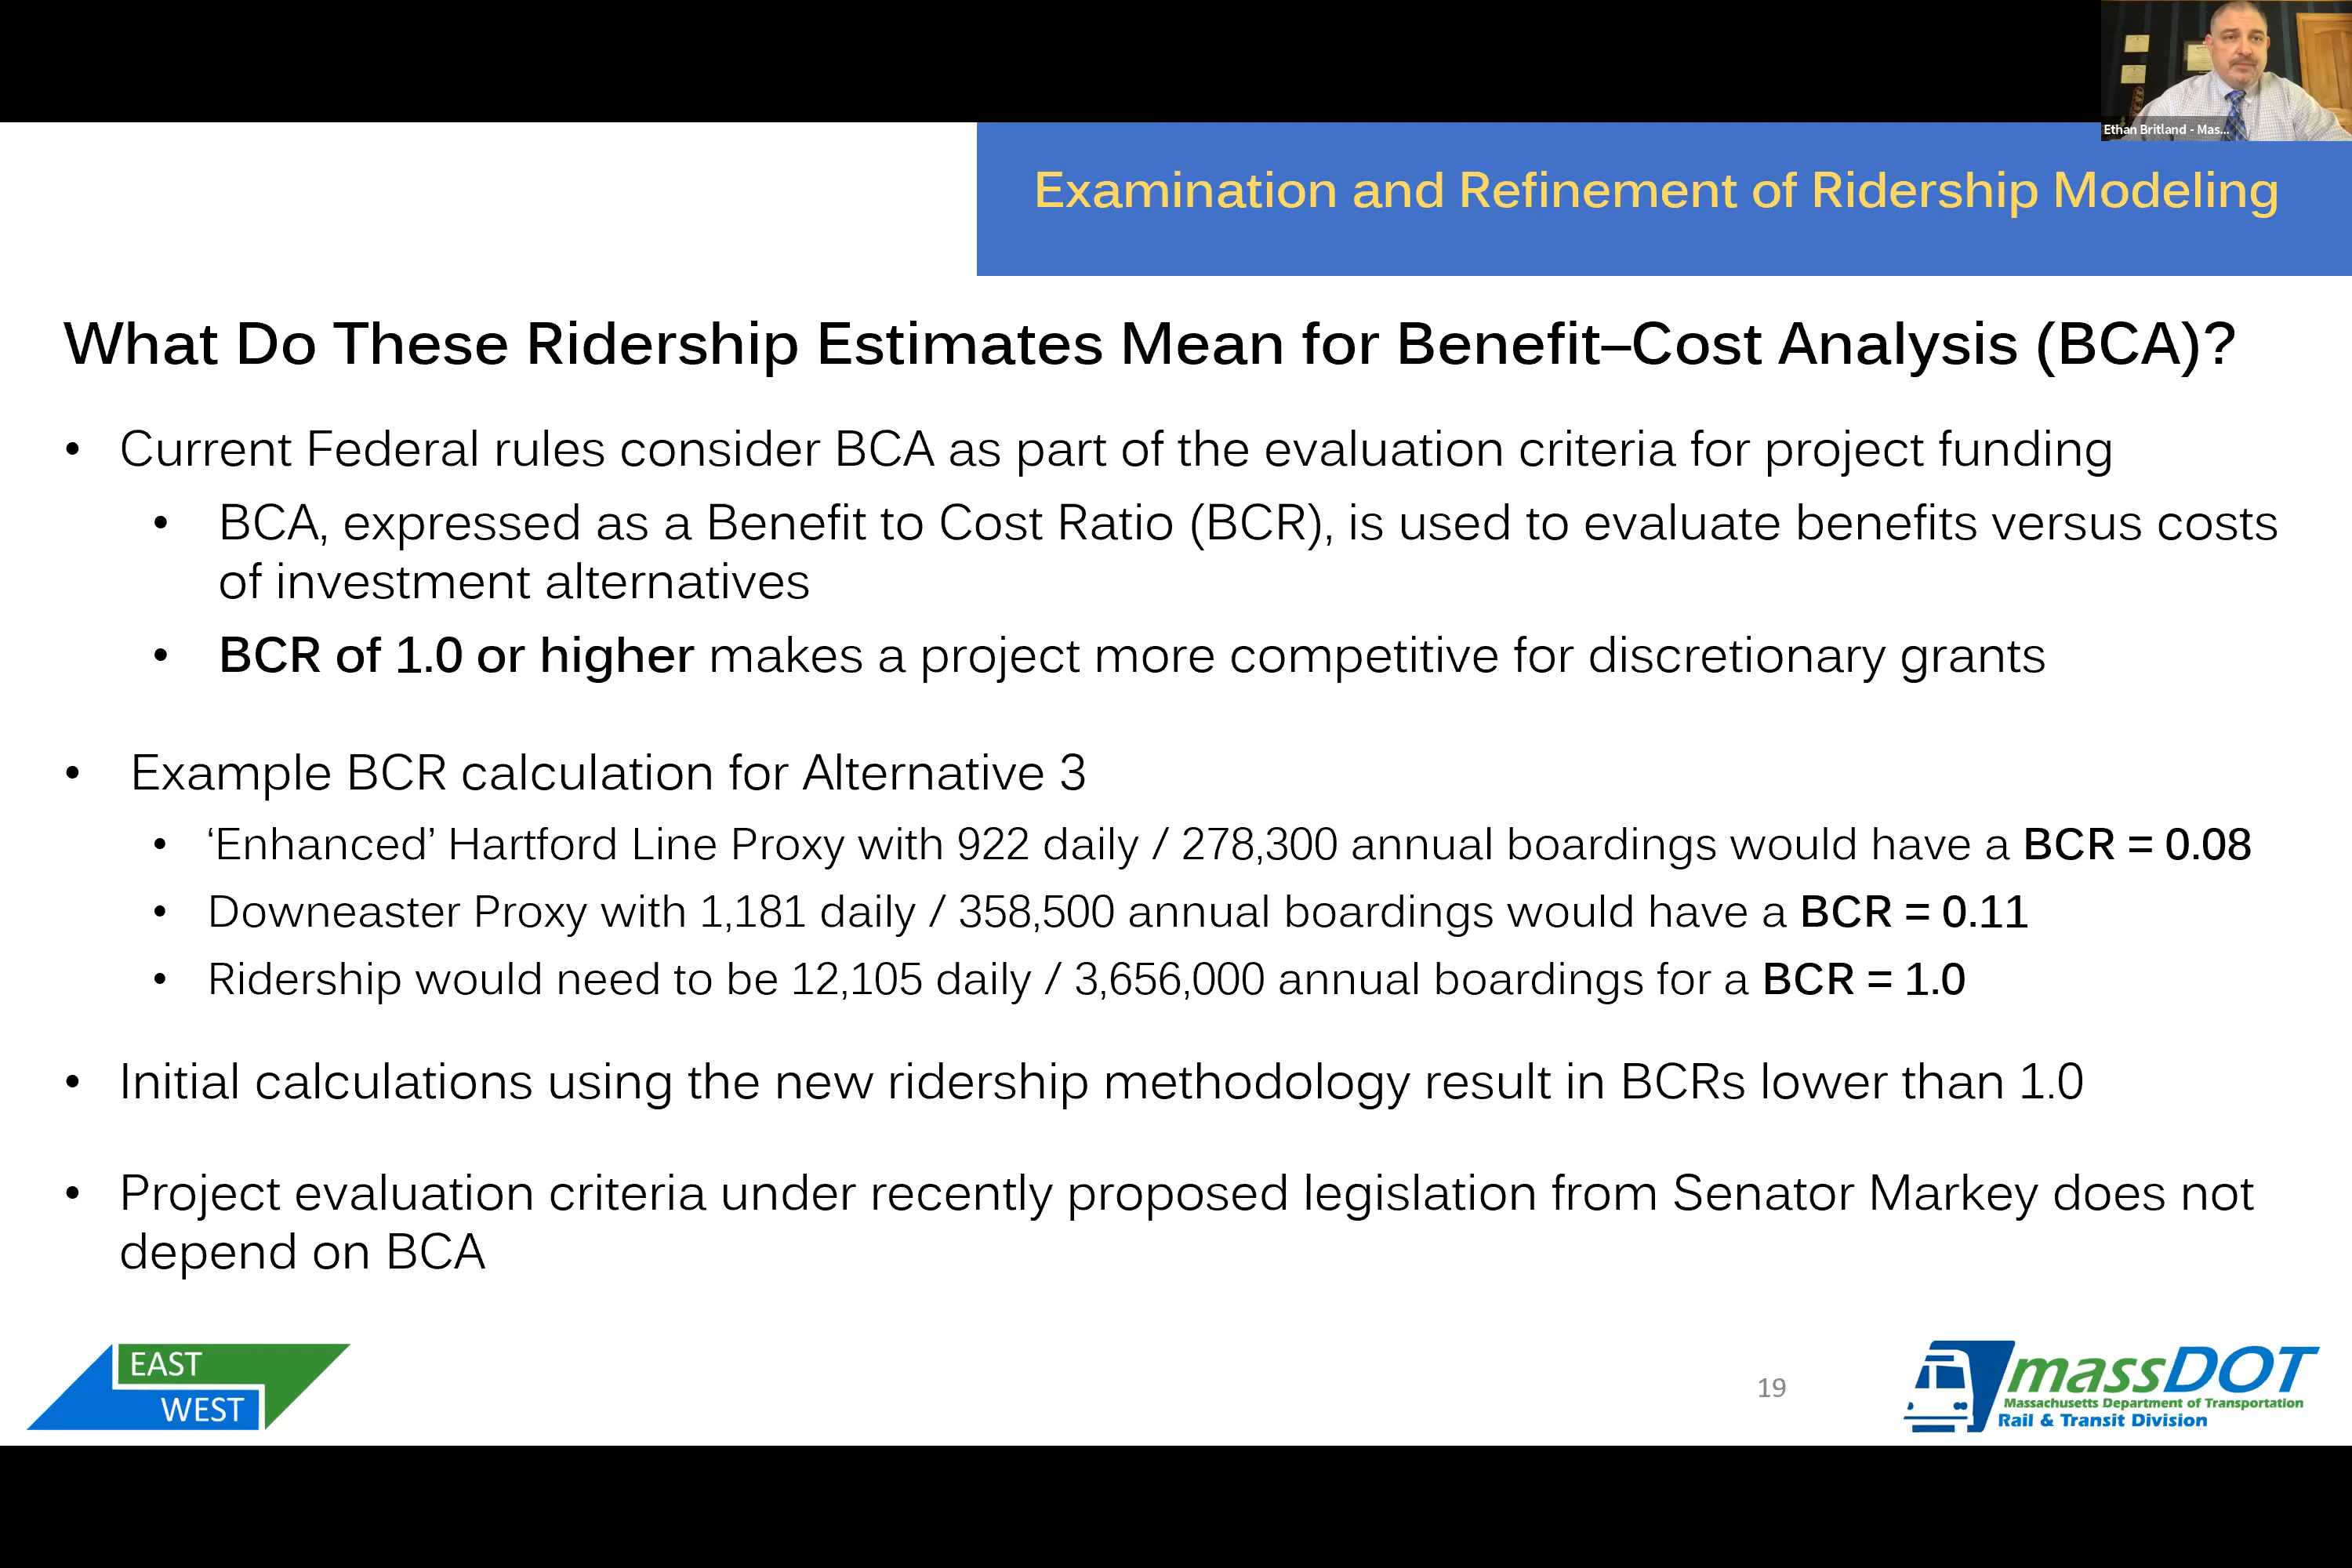 Ethan Britland - Mas...
Examination and Refinement of Ridership Modeling
What Do These Ridership Estimates Mean for Benefit–Cost Analysis (BCA)?
• Current Federal rules consider BCA as part of the evaluation criteria for project funding
• BCA, expressed as a Benefit to Cost Ratio (BCR), is used to evaluate benefits versus costs
of investment alternatives
• BCR of 1.0 or higher makes a project more competitive for discretionary grants
• Example BCR calculation for Alternative 3
• ‘Enhanced’ Hartford Line Proxy with 922 daily / 278,300 annual boardings would have a BCR = 0.08
• Downeaster Proxy with 1,181 daily / 358,500 annual boardings would have a BCR = 0.11
• Ridership would need to be 12,105 daily / 3,656,000 annual boardings for a BCR = 1.0
• Initial calculations using the new ridership methodology result in BCRs lower than 1.0
• Project evaluation criteria under recently proposed legislation from Senator Markey does not
depend on BCA
EAST
WEST
19
massDOT
Massachusetts Department of Transportation
Rail & Transit Division